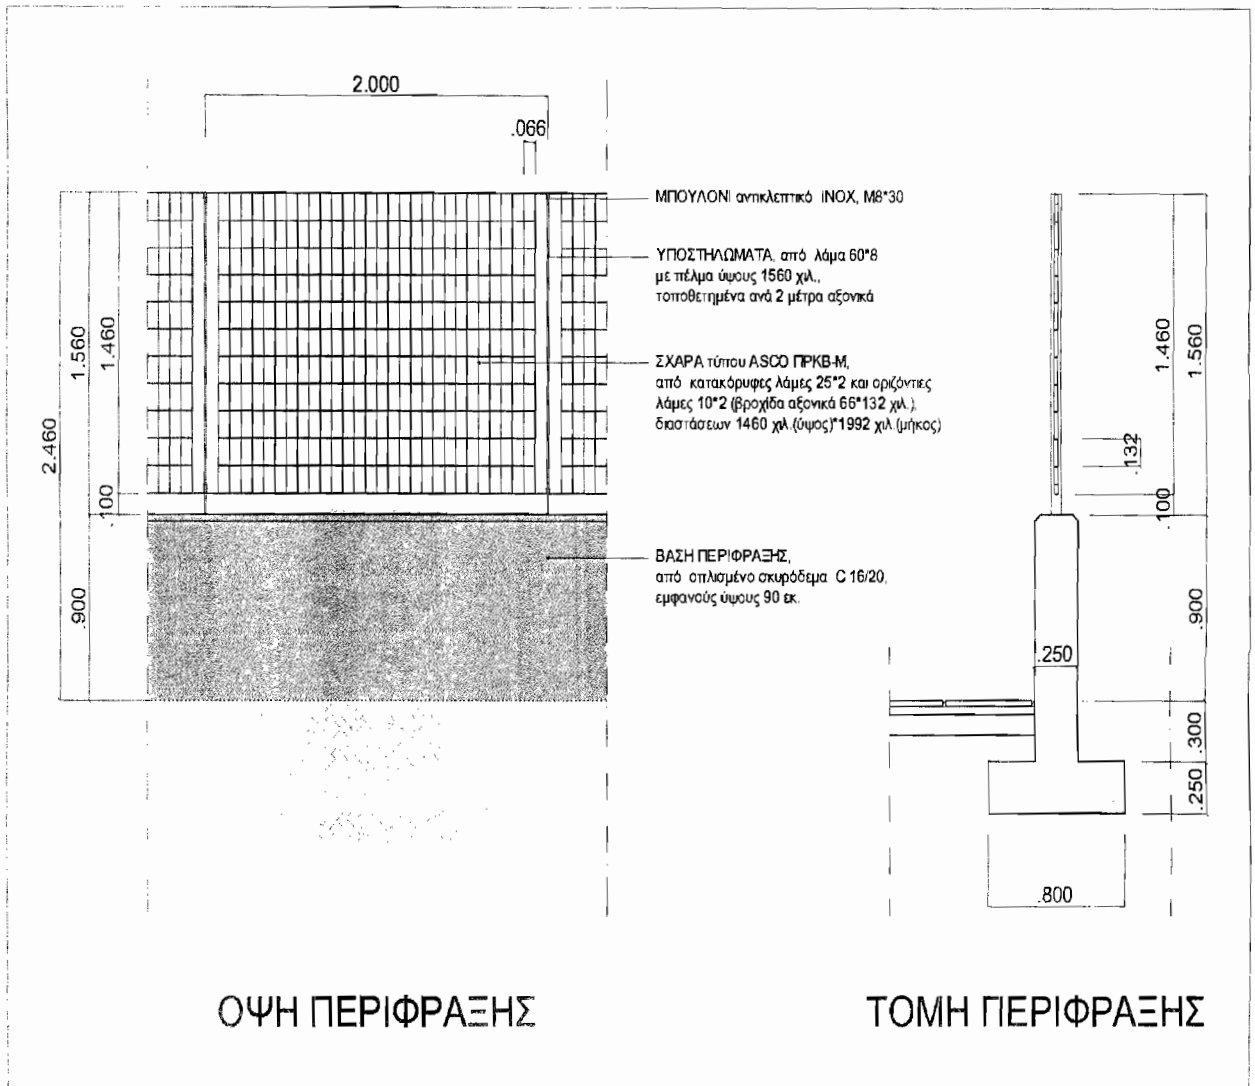 2.000
.066
ΜΠΟΥΛΟΝΙ αντικλεπτικό INOX, M8*30
ΥΠΟΣΤΗΛΩΜΑΤΑ, από λάμα 60*8
με πέλμα ύψους 1560 χιλ.,
τοποθετημένα ανά 2 μέτρα αξονικά
ΣΧΑΡΑ τύπου ASCO ΠΡΚΒ-Μ,
από κατακόρυφες λάμες 25*2 και οριζόντιες
λάμες 10*2 (βροχίδα αξονικά 66*132 χιλ.),
διαστάσεων 1460 χιλ.(ύψος)*1992 χιλ.(μήκος)
ΒΑΣΗ ΠΕΡΙΦΡΑΞΗΣ,
από οπλισμένο σκυρόδεμα C 16/20,
εμφανούς ύψους 90 εκ.
2.460
1.560
1.460
.100
.900
1.460
1.560
.132
.100
.900
.250
.300
.250
.800
ΟΨΗ ΠΕΡΙΦΡΑΞΗΣ
ΤΟΜΗ ΠΕΡΙΦΡΑΞΗΣ